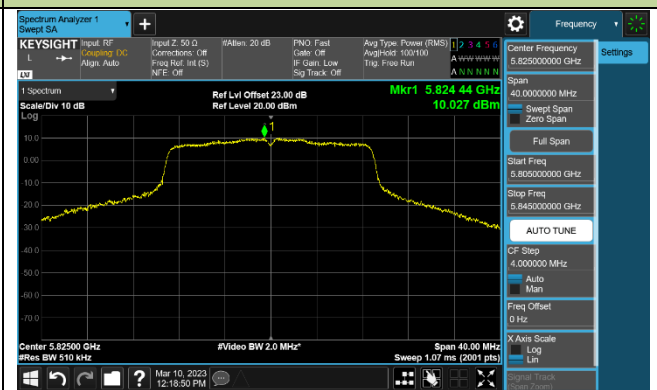 Spectrum Analyzer 1
Swept SA
+
Frequency
KEYSIGHT
L
Input: RF
Coupling: DC
Align: Auto
Input Z: 50 Ω
Corrections: Off
Freq Ref: Int (S)
NFE: Off
#Atten: 20 dB
PNO: Fast
Gate: Off
IF Gain: Low
Sig Track: Off
Avg Type: Power (RMS)
Avg|Hold: 100/100
Trig: Free Run
1 2 3 4 5 6
A W W W W W
A N N N N N
LXI
1 Spectrum
Scale/Div 10 dB
Log
Ref Lvl Offset 23.00 dB
Ref Level 20.00 dBm
Mkr1 5.824 44 GHz
10.027 dBm
1
10.0
0.00
-10.0
-20.0
-30.0
-40.0
-50.0
-60.0
-70.0
Center 5.82500 GHz
#Res BW 510 kHz
#Video BW 2.0 MHz*
Span 40.00 MHz
Sweep 1.07 ms (2001 pts)
Center Frequency
5.825000000 GHz
Settings
Span
40.0000000 MHz
Swept Span
Zero Span
Full Span
Start Freq
5.805000000 GHz
Stop Freq
5.845000000 GHz
AUTO TUNE
CF Step
4.000000 MHz
Auto
Man
Freq Offset
0 Hz
X Axis Scale
Log
Lin
Signal Track
(Span Zoom)
?
Mar 10, 2023
12:18:50 PM